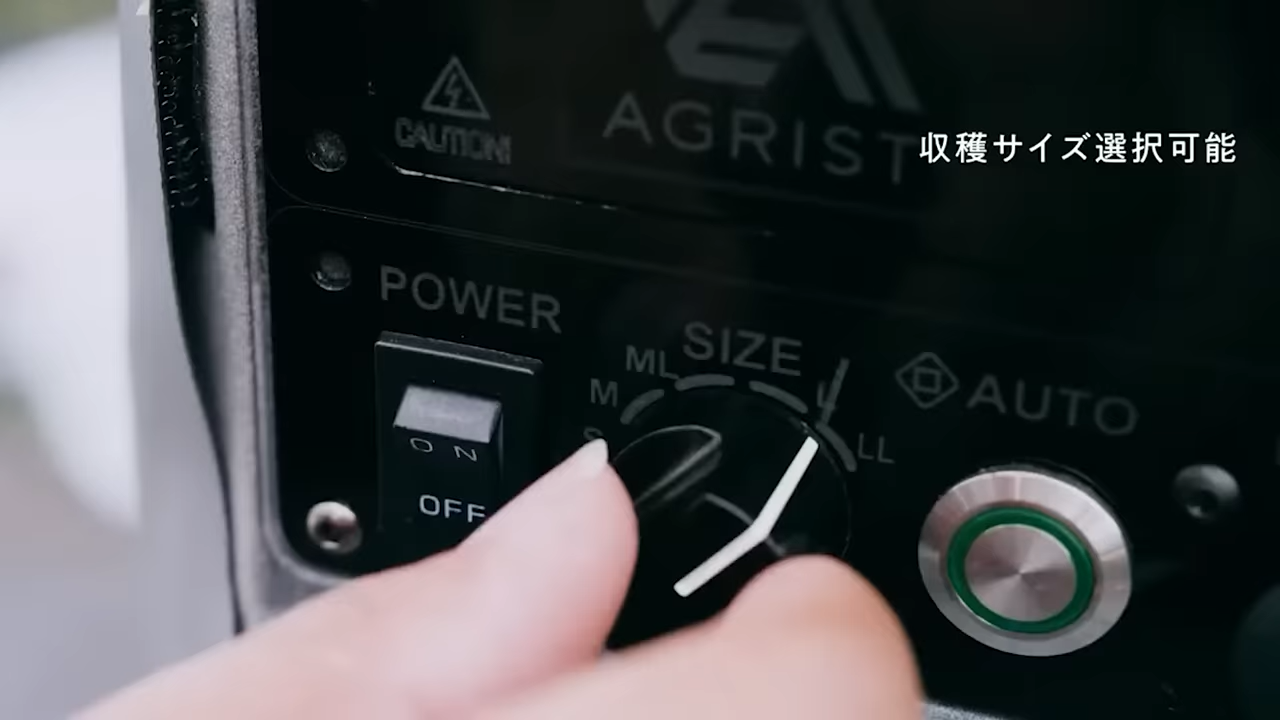 CAUTION!
AGRIST
収穫サイズ選択可能
POWER
SIZE
ML
M
S
L
LL
AUTO
ON
OFF